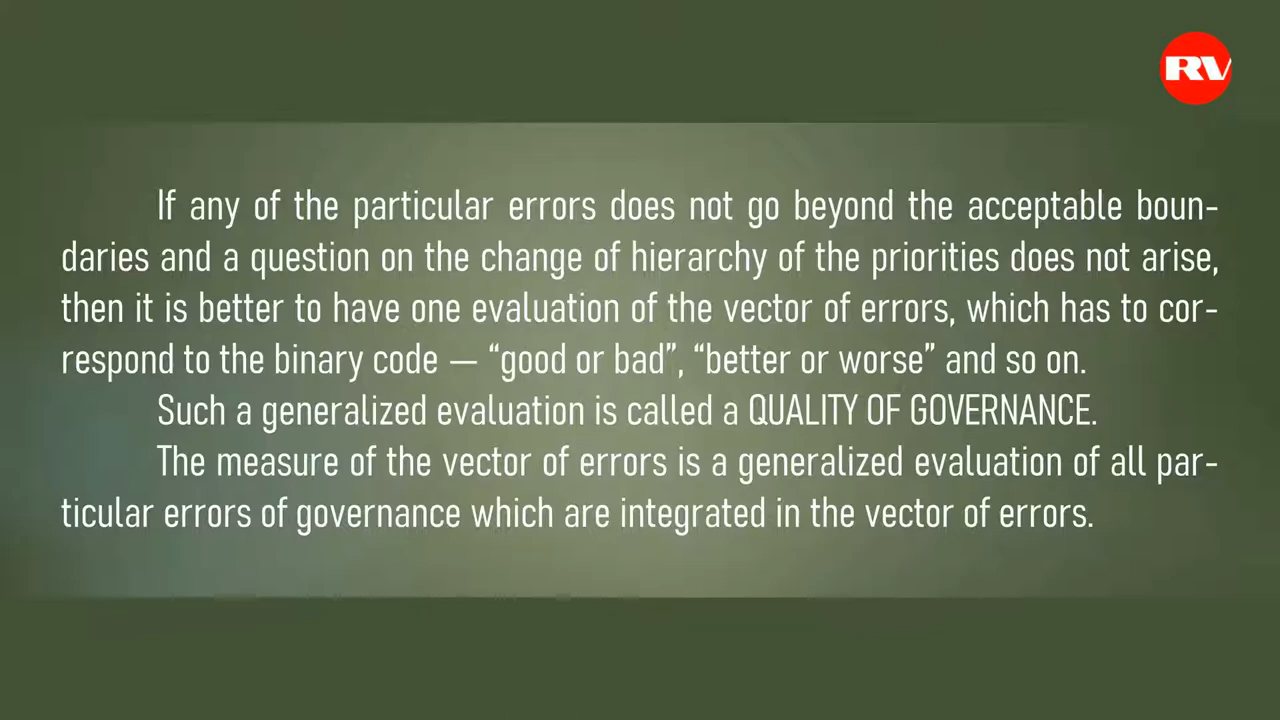 RV
If any of the particular errors does not go beyond the acceptable boun-
daries and a question on the change of hierarchy of the priorities does not arise,
then it is better to have one evaluation of the vector of errors, which has to cor-
respond to the binary code — “good or bad”, “better or worse” and so on.
Such a generalized evaluation is called a QUALITY OF GOVERNANCE.
The measure of the vector of errors is a generalized evaluation of all par-
ticular errors of governance which are integrated in the vector of errors.